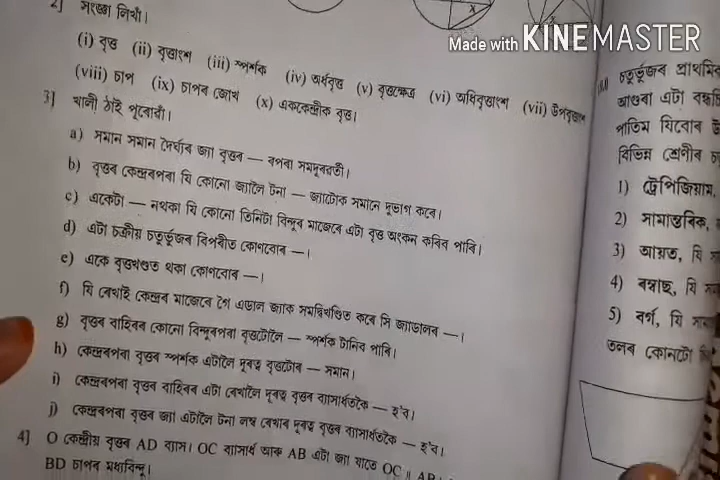 2] সংজ্ঞা লিখাঁ।
(i) বৃত্ত (ii) বৃত্তাংশ (iii) স্পৰ্শক (iv) অৰ্ধবৃত্ত (v) বৃত্তক্ষেত্ৰ (vi) অধিবৃত্তাংশ (vii) উপবৃত্তাংশ
(viii) চাপ (ix) চাপৰ জোখ (x) এককেন্দ্ৰীক বৃত্ত।
3] খালী ঠাই পূৰোৱাঁ।
a) সমান সমান দৈৰ্ঘ্যৰ জ্যা বৃত্তৰ — ৰপৰা সমদূৰৱৰ্তী।
b) বৃত্তৰ কেন্দ্ৰৰপৰা যি কোনো জ্যালৈ টনা — জ্যাটোক সমানে দুভাগ কৰে।
c) একেটা — নথকা যি কোনো তিনিটা বিন্দুৰ মাজেৰে এটা বৃত্ত অংকন কৰিব পাৰি।
d) এটা চক্ৰীয় চতুৰ্ভুজৰ বিপৰীত কোণবোৰ —।
e) একে বৃত্তখণ্ডত থকা কোণবোৰ —।
f) যি ৰেখাই কেন্দ্ৰৰ মাজেৰে গৈ এডাল জ্যাক সমদ্বিখণ্ডিত কৰে সি জ্যাডালৰ —।
g) বৃত্তৰ বাহিৰৰ কোনো বিন্দুৰপৰা বৃত্তটোলৈ — স্পৰ্শক টানিব পাৰি।
h) কেন্দ্ৰৰপৰা বৃত্তৰ স্পৰ্শক এটালৈ দূৰত্ব বৃত্তটোৰ — সমান।
i) কেন্দ্ৰৰপৰা বৃত্তৰ বাহিৰৰ এটা ৰেখালৈ দূৰত্ব বৃত্তৰ ব্যাসাৰ্ধতকৈ — হ'ব।
j) কেন্দ্ৰৰপৰা বৃত্তৰ জ্যা এটালৈ টনা লম্ব ৰেখাৰ দূৰত্ব বৃত্তৰ ব্যাসাৰ্ধতকৈ — হ'ব।
4] O কেন্দ্ৰীয় বৃত্তৰ AD ব্যাস। OC ব্যাসাৰ্ধ আৰু AB এটা জ্যা যাতে OC || AB।
BD চাপৰ মধ্যবিন্দু।
x
Made with KINEMASTER
চতুৰ্ভুজৰ প্ৰাথমিক
আগুৱা এটা বন্ধ
পাতিম যিবোৰ
বিভিন্ন শ্ৰেণীৰ
1) ট্ৰেপিজিয়াম,
2) সামান্তৰিক,
3) আয়ত, যি
4) ৰম্বাছ, যি
5) বৰ্গ, যি
তলৰ কোনটো